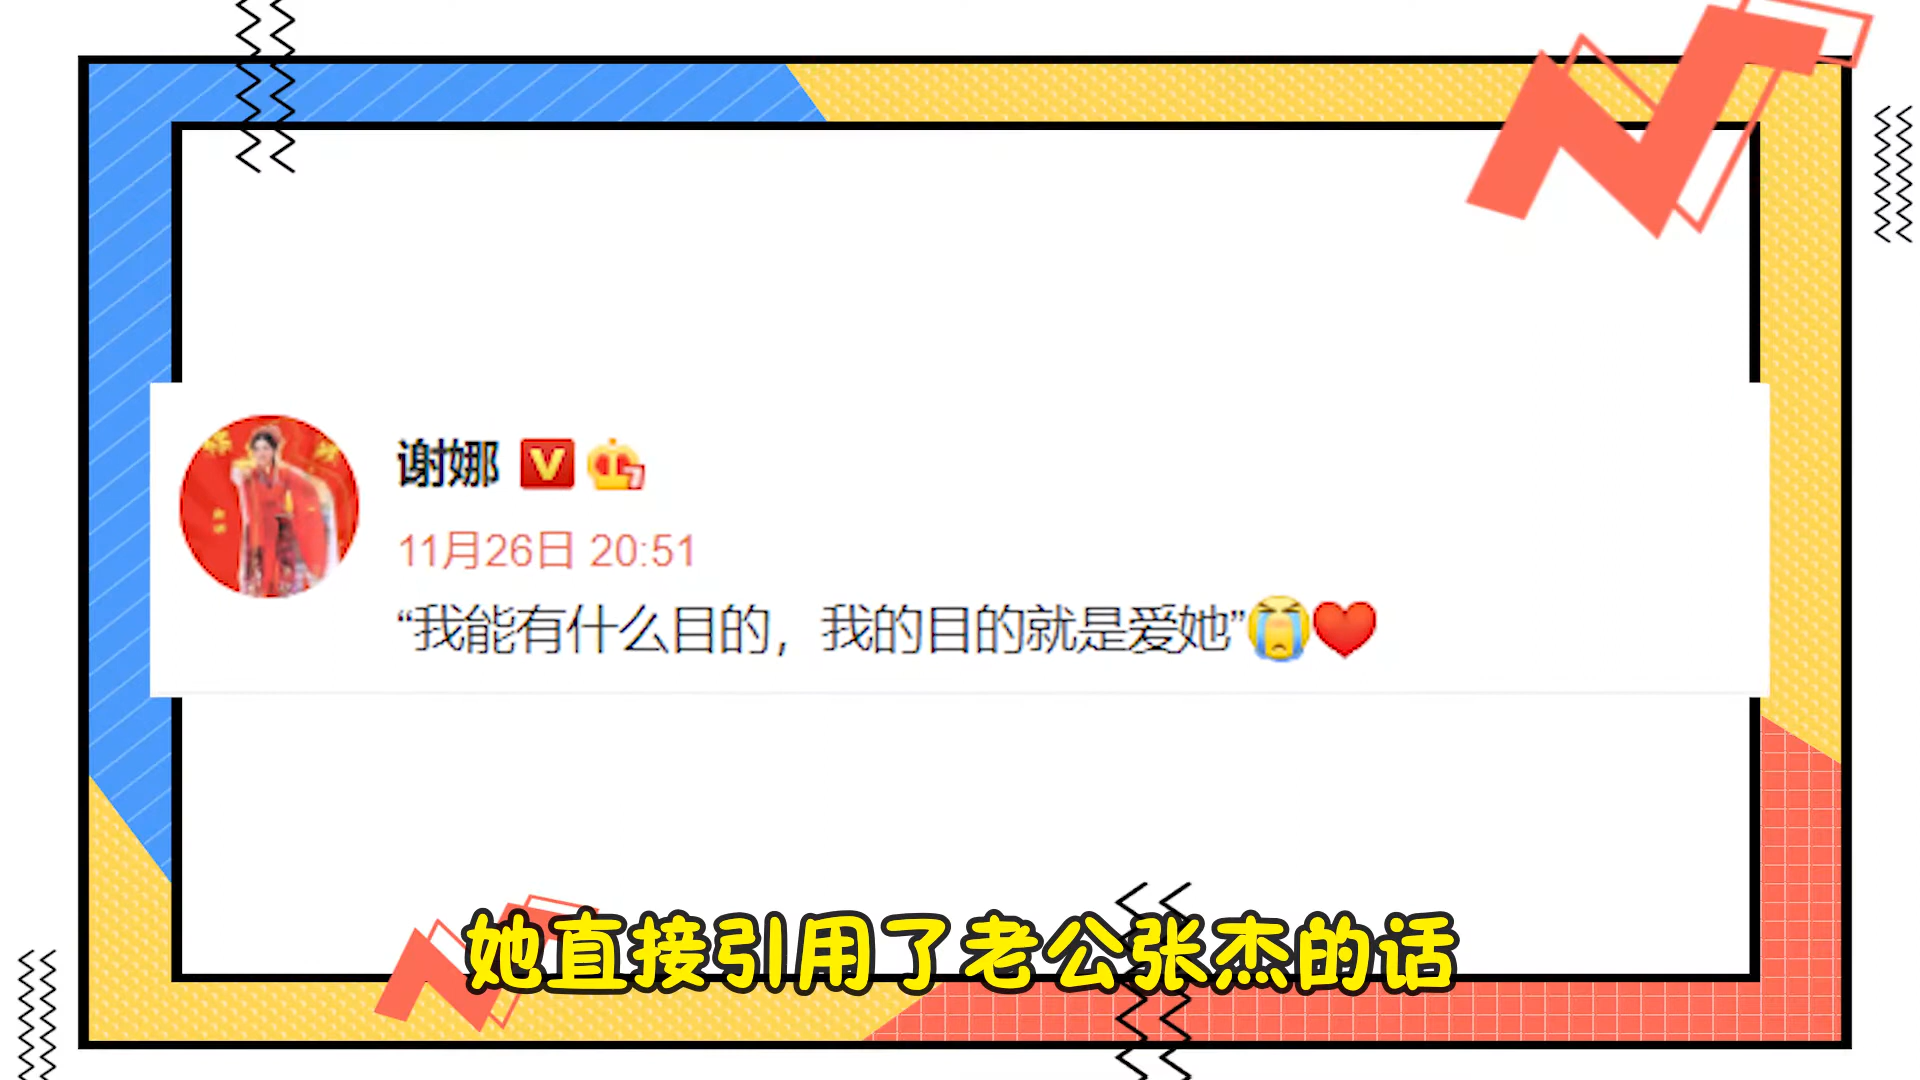 谢娜
11月26日 20:51
“我能有什么目的，我的目的就是爱她”😭❤️
她直接引用了老公张杰的话